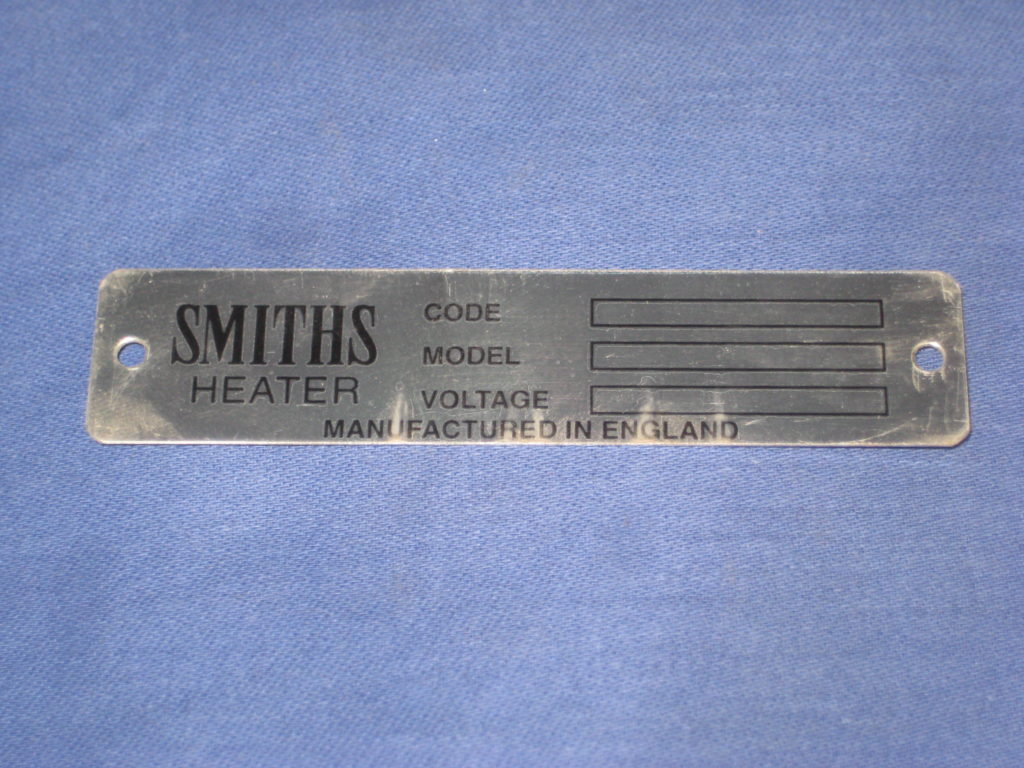 SMITHS
HEATER
CODE
MODEL
VOLTAGE
MANUFACTURED IN ENGLAND